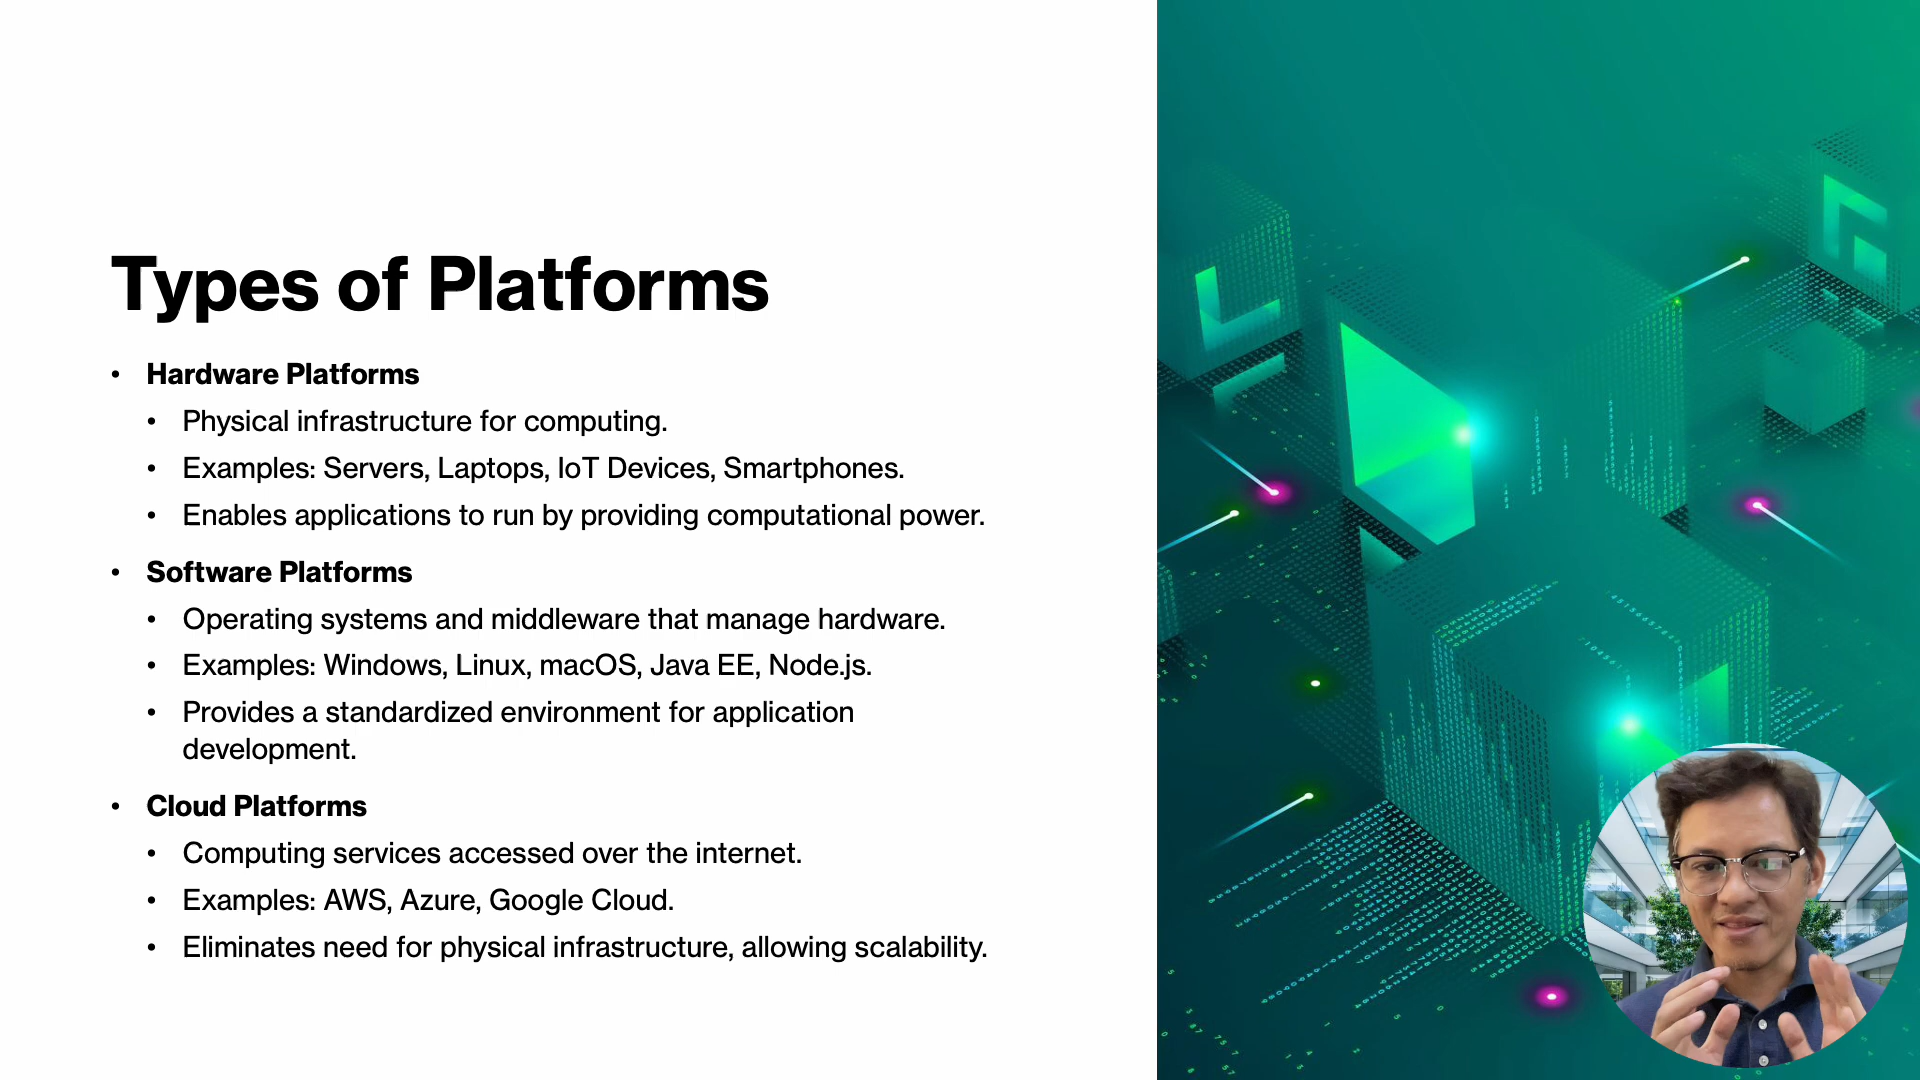 Types of Platforms
• Hardware Platforms
• Physical infrastructure for computing.
• Examples: Servers, Laptops, IoT Devices, Smartphones.
• Enables applications to run by providing computational power.
• Software Platforms
• Operating systems and middleware that manage hardware.
• Examples: Windows, Linux, macOS, Java EE, Node.js.
• Provides a standardized environment for application
development.
• Cloud Platforms
• Computing services accessed over the internet.
• Examples: AWS, Azure, Google Cloud.
• Eliminates need for physical infrastructure, allowing scalability.